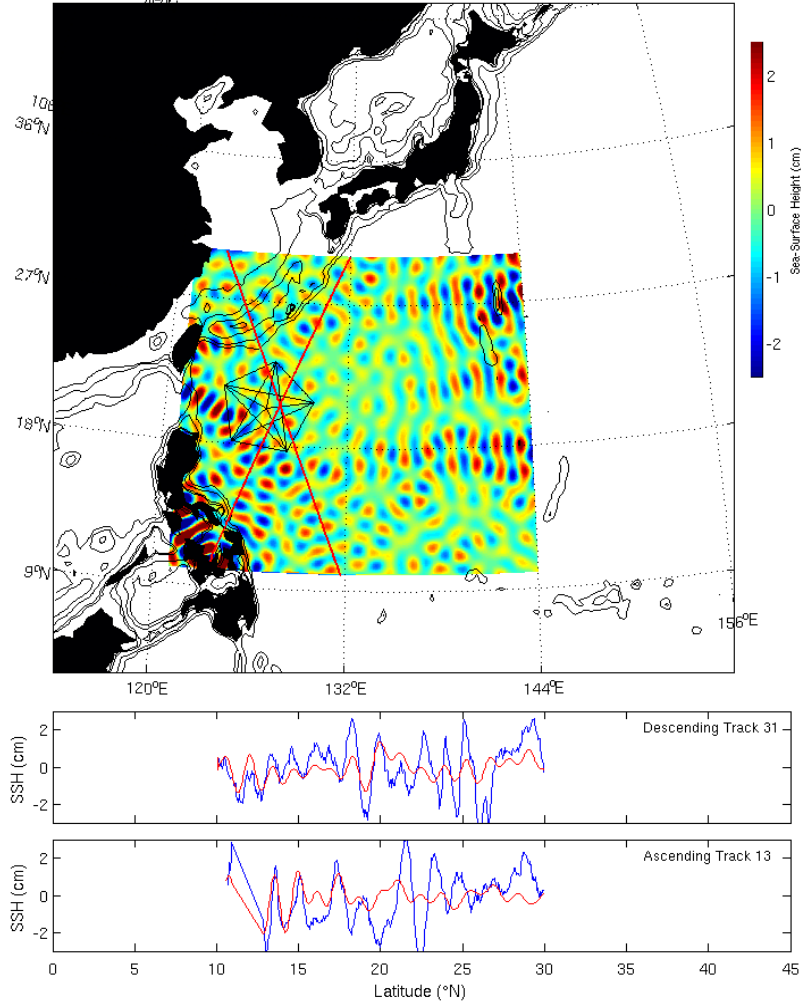 36°N
27°N
18°N
9°N
120°E
132°E
144°E
156°E
2
1
0
-1
-2
Sea-Surface Height (cm)
Descending Track 31
SSH (cm)
2
0
-2
Ascending Track 13
SSH (cm)
2
0
-2
0 5 10 15 20 25 30 35 40 45
Latitude (°N)